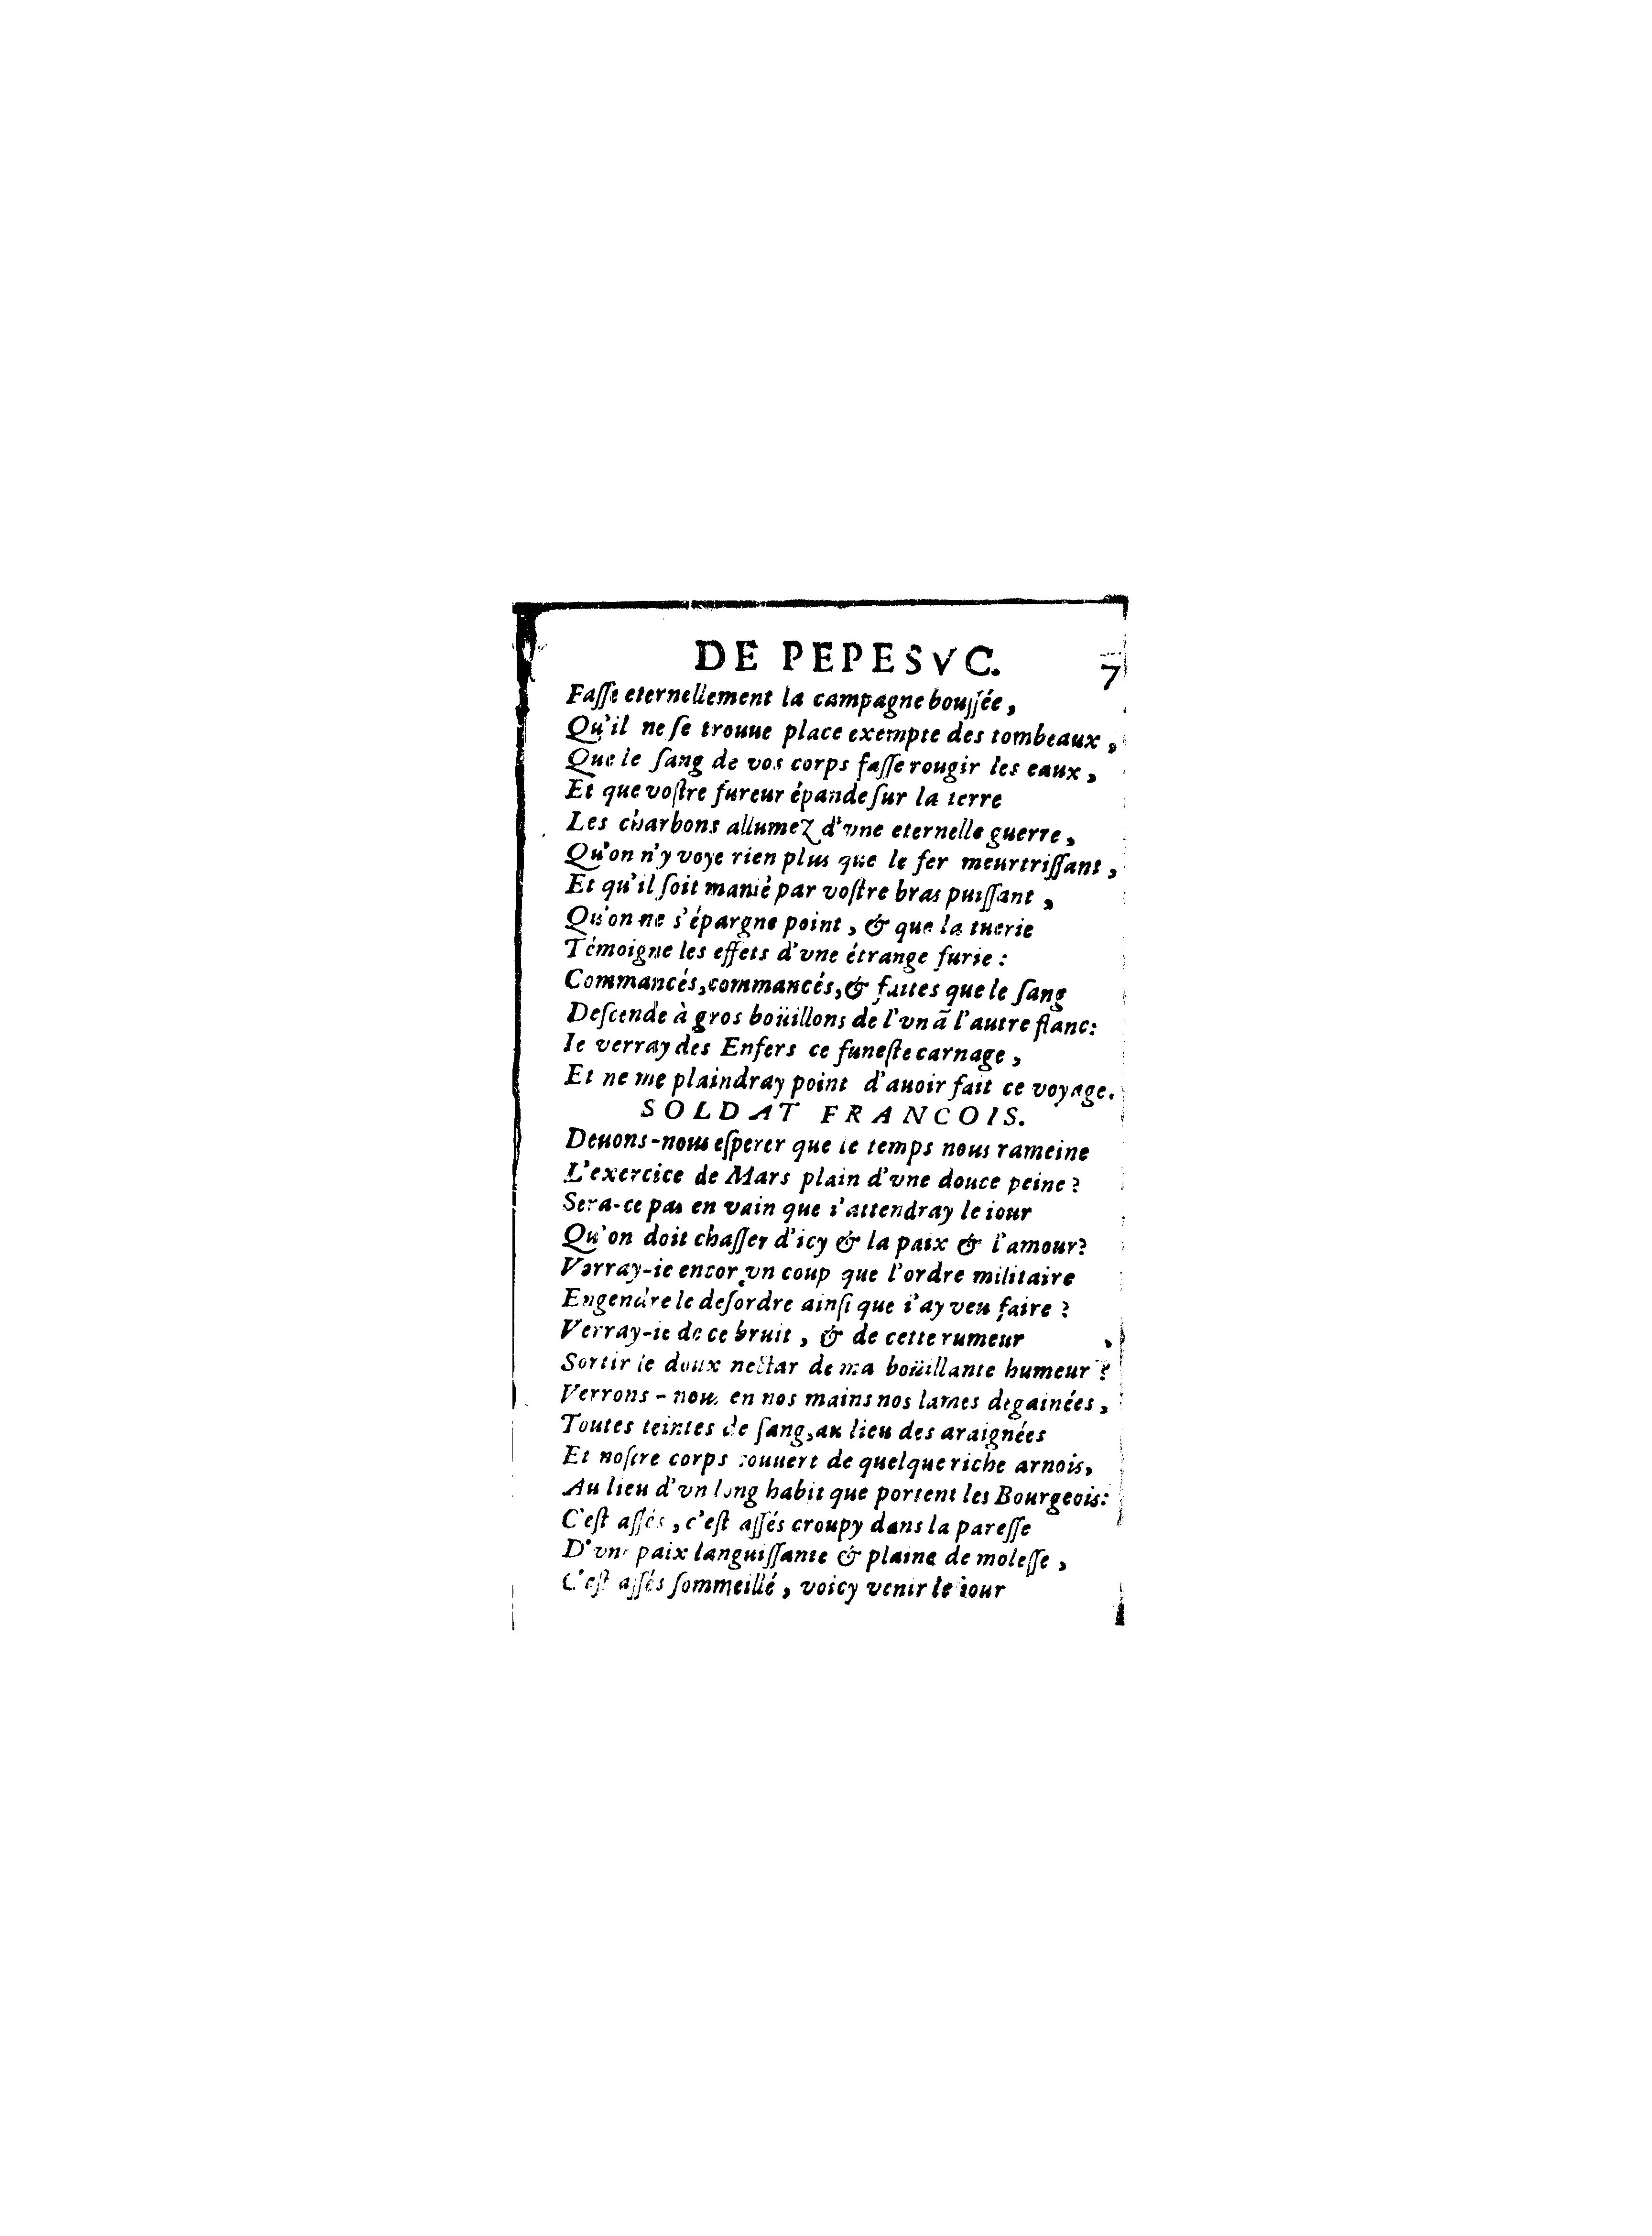 DE PEPESVC. 7
Faſſe eternellement la campagne bouſſée,
Qu'il ne ſe trouue place exempte des tombeaux,
Que le ſang de vos corps faſſe rougir les eaux,
Et que voſtre fureur épande ſur la terre
Les charbons allumez d'vne eternelle guerre,
Qu'on n'y voye rien plus que le fer meurtriſſant,
Et qu'il ſoit manié par voſtre bras puiſſant,
Qu'on ne s'épargne point, & que la tuerie
Témoigne les effets d'vne étrange furie:
Commancés, commancés, & faites que le ſang
Deſcende à gros boüillons de l'vn ã l'autre flanc:
Ie verray des Enfers ce funeſte carnage,
Et ne me plaindray point d'auoir fait ce voyage.
SOLDAT FRANCOIS.
Deuons-nous eſperer que le temps nous rameine
L'exercice de Mars plain d'vne douce peine?
Sera-ce pas en vain que i'attendray le iour
Qu'on doit chaſſer d'icy & la paix & l'amour?
Verray-ie encor vn coup que l'ordre militaire
Engendre le deſordre ainſi que i'ay veu faire?
Verray-ie de ce bruit, & de cette rumeur
Sortir le doux nectar de ma boüillante humeur?
Verrons-nous en nos mains nos lames degainées,
Toutes teintes de ſang, au lieu des araignées
Et noſtre corps couuert de quelque riche arnois,
Au lieu d'vn long habit que portent les Bourgeois:
C'eſt aſſés, c'eſt aſſés croupy dans la pareſſe
D'vne paix languiſſante & plaine de moleſſe,
C'eſt aſſés ſommeillé, voicy venir le iour